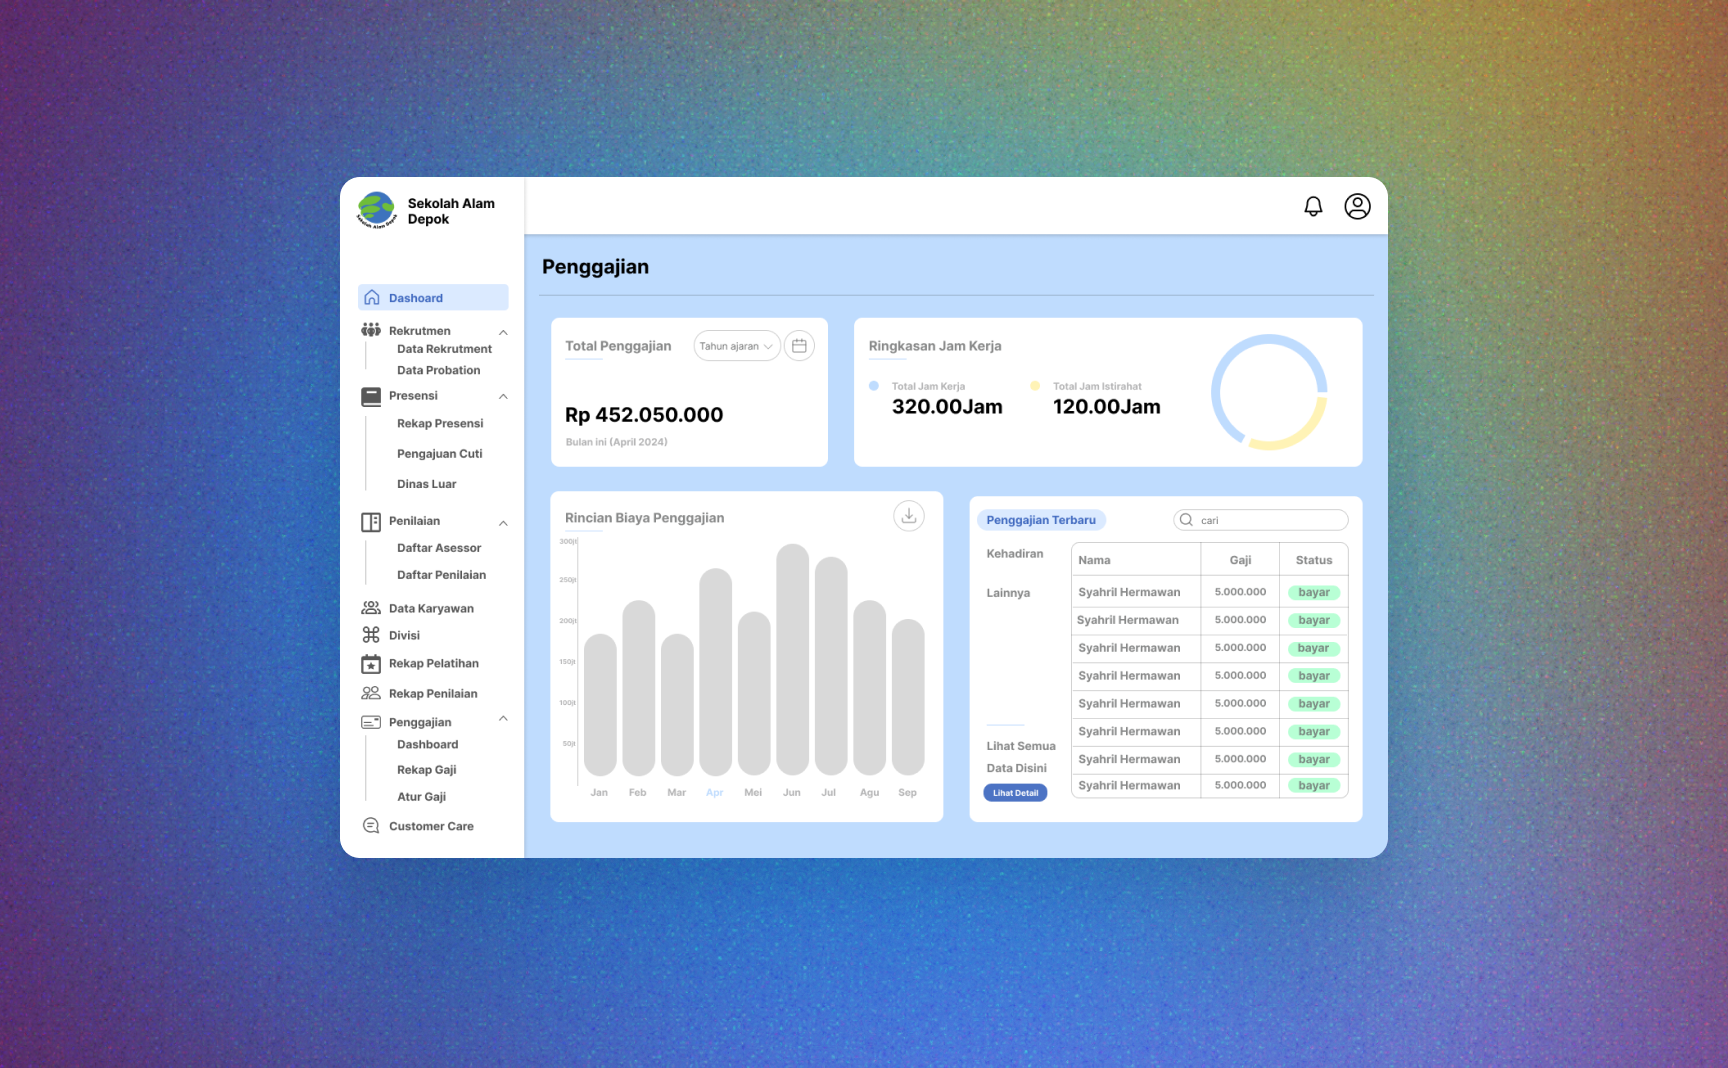 Sekolah Alam
Depok
Sekolah Alam Depok
Dashoard
Rekrutmen
Data Rekrutment
Data Probation
Presensi
Rekap Presensi
Pengajuan Cuti
Dinas Luar
Penilaian
Daftar Asessor
Daftar Penilaian
Data Karyawan
Divisi
Rekap Pelatihan
Rekap Penilaian
Penggajian
Dashboard
Rekap Gaji
Atur Gaji
Customer Care
Penggajian
Total Penggajian
Tahun ajaran
Rp 452.050.000
Bulan ini (April 2024)
Ringkasan Jam Kerja
Total Jam Kerja
320.00Jam
Total Jam Istirahat
120.00Jam
Rincian Biaya Penggajian
300jt
250jt
200jt
150jt
100jt
50jt
Jan Feb Mar Apr Mei Jun Jul Agu Sep
Penggajian Terbaru
cari
Kehadiran
Lainnya
Lihat Semua
Data Disini
Lihat Detail
Nama Gaji Status
Syahril Hermawan 5.000.000 bayar
Syahril Hermawan 5.000.000 bayar
Syahril Hermawan 5.000.000 bayar
Syahril Hermawan 5.000.000 bayar
Syahril Hermawan 5.000.000 bayar
Syahril Hermawan 5.000.000 bayar
Syahril Hermawan 5.000.000 bayar
Syahril Hermawan 5.000.000 bayar